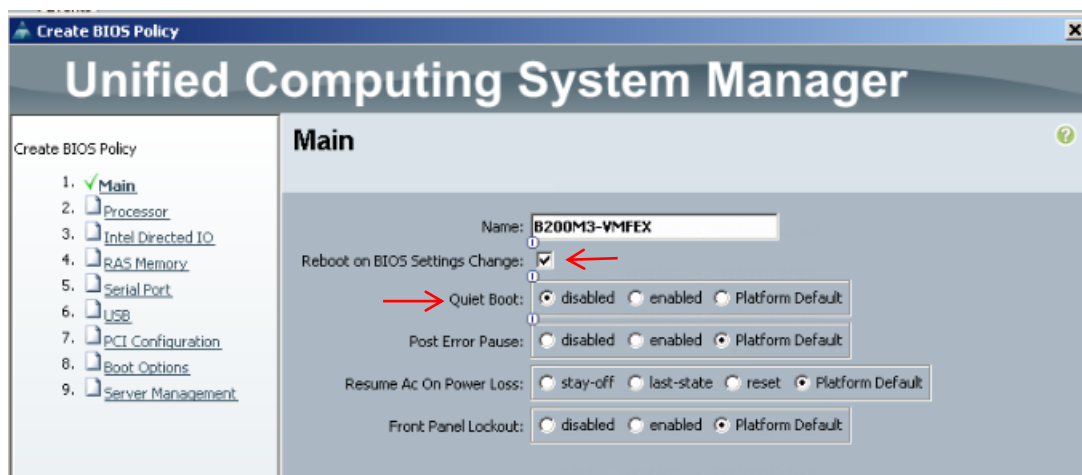 Create BIOS Policy
Unified Computing System Manager
Create BIOS Policy
1. Main
2. Processor
3. Intel Directed IO
4. RAS Memory
5. Serial Port
6. USB
7. PCI Configuration
8. Boot Options
9. Server Management
Main
Name: B200M3-VMFEX
Reboot on BIOS Settings Change:
Quiet Boot: disabled enabled Platform Default
Post Error Pause: disabled enabled Platform Default
Resume Ac On Power Loss: stay-off last-state reset Platform Default
Front Panel Lockout: disabled enabled Platform Default